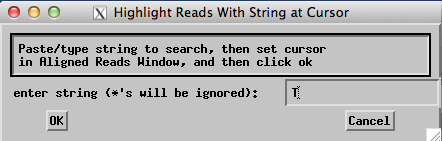 Highlight Reads With String at Cursor
Paste/type string to search, then set cursor
in Aligned Reads Window, and then click ok
enter string (*'s will be ignored): T
OK Cancel